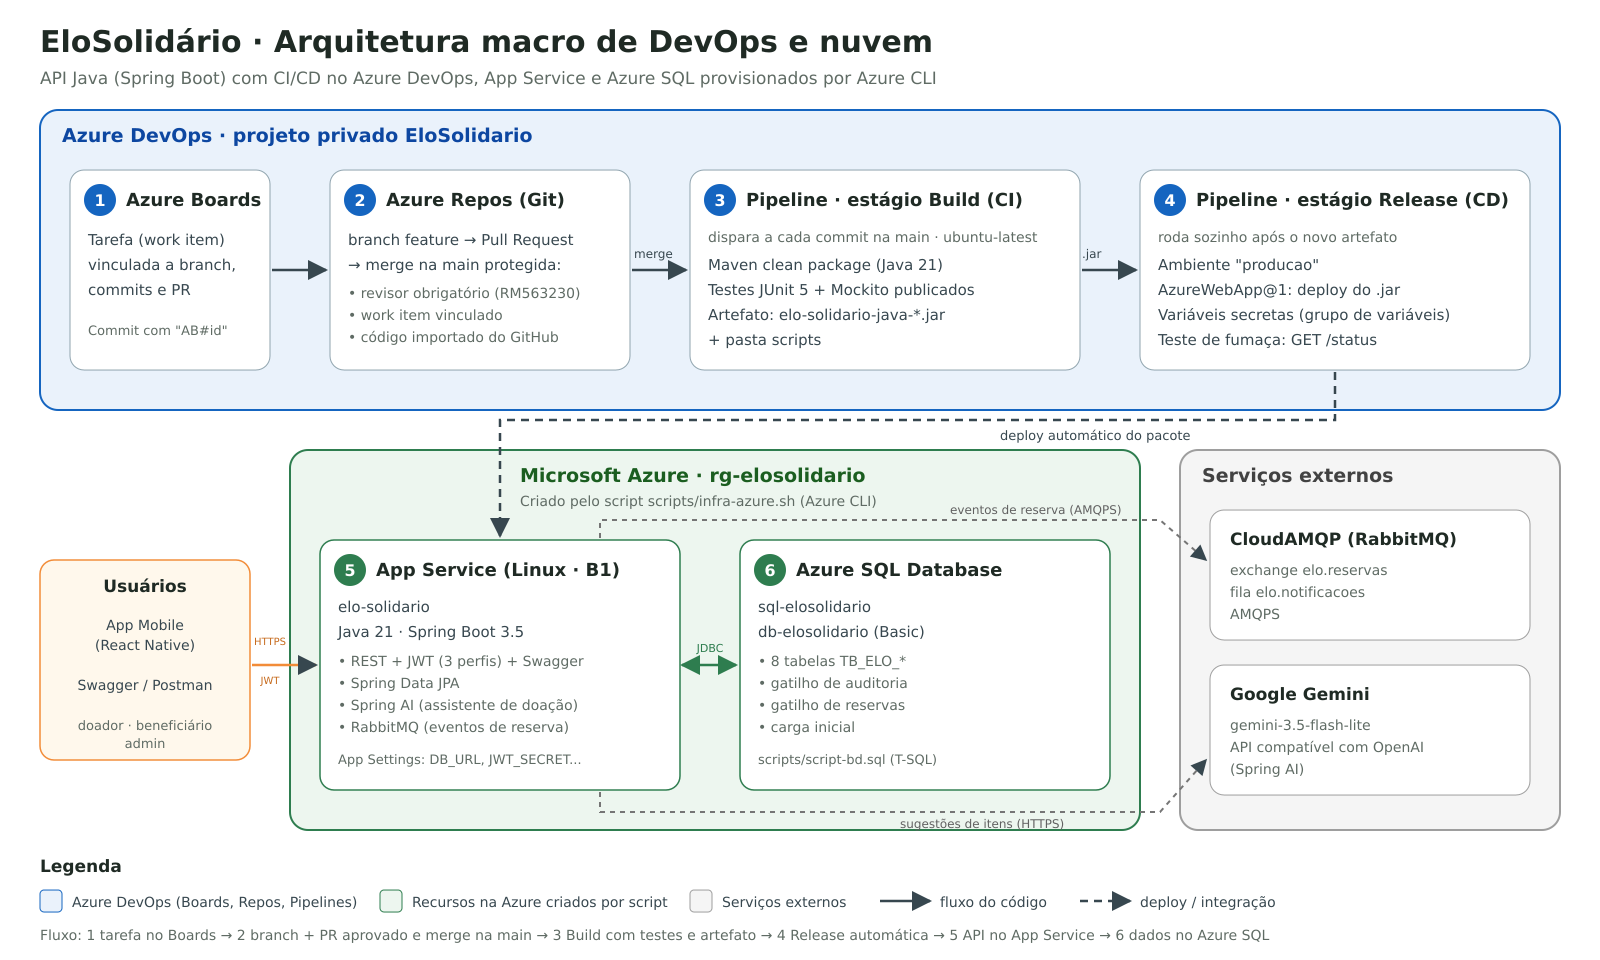 EloSolidário · Arquitetura macro de DevOps e nuvem
API Java (Spring Boot) com CI/CD no Azure DevOps, App Service e Azure SQL provisionados por Azure CLI
Azure DevOps · projeto privado EloSolidario
1 Azure Boards
Tarefa (work item)
vinculada a branch,
commits e PR
Commit com "AB#id"
2 Azure Repos (Git)
branch feature → Pull Request
→ merge na main protegida:
• revisor obrigatório (RM563230)
• work item vinculado
• código importado do GitHub
merge
3 Pipeline · estágio Build (CI)
dispara a cada commit na main · ubuntu-latest
Maven clean package (Java 21)
Testes JUnit 5 + Mockito publicados
Artefato: elo-solidario-java-*.jar
+ pasta scripts
.jar
4 Pipeline · estágio Release (CD)
roda sozinho após o novo artefato
Ambiente "producao"
AzureWebApp@1: deploy do .jar
Variáveis secretas (grupo de variáveis)
Teste de fumaça: GET /status
deploy automático do pacote
Microsoft Azure · rg-elosolidario
Criado pelo script scripts/infra-azure.sh (Azure CLI)
eventos de reserva (AMQPS)
Usuários
App Mobile
(React Native)
Swagger / Postman
doador · beneficiário
admin
HTTPS
JWT
5 App Service (Linux · B1)
elo-solidario
Java 21 · Spring Boot 3.5
• REST + JWT (3 perfis) + Swagger
• Spring Data JPA
• Spring AI (assistente de doação)
• RabbitMQ (eventos de reserva)
App Settings: DB_URL, JWT_SECRET...
JDBC
6 Azure SQL Database
sql-elosolidario
db-elosolidario (Basic)
• 8 tabelas TB_ELO_*
• gatilho de auditoria
• gatilho de reservas
• carga inicial
scripts/script-bd.sql (T-SQL)
sugestões de itens (HTTPS)
Serviços externos
CloudAMQP (RabbitMQ)
exchange elo.reservas
fila elo.notificacoes
AMQPS
Google Gemini
gemini-3.5-flash-lite
API compatível com OpenAI
(Spring AI)
Legenda
Azure DevOps (Boards, Repos, Pipelines)
Recursos na Azure criados por script
Serviços externos
fluxo do código
deploy / integração
Fluxo: 1 tarefa no Boards → 2 branch + PR aprovado e merge na main → 3 Build com testes e artefato → 4 Release automática → 5 API no App Service → 6 dados no Azure SQL